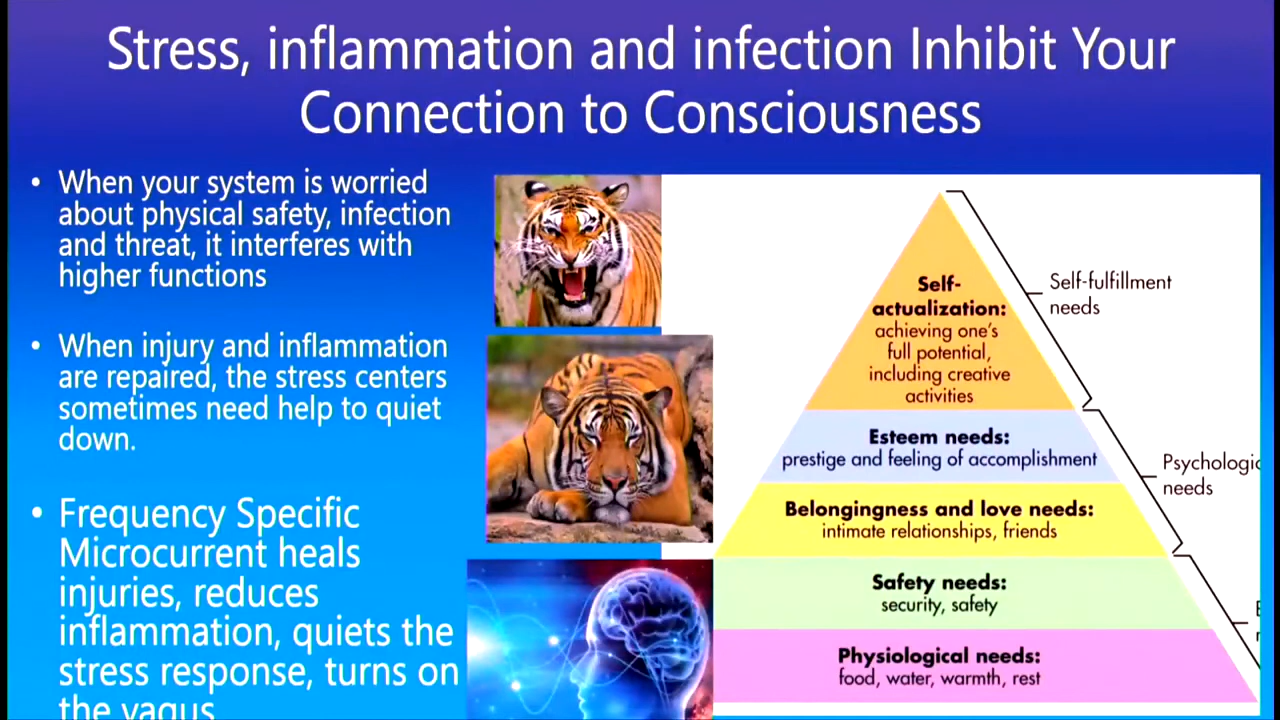 Stress, inflammation and infection Inhibit Your
Connection to Consciousness
• When your system is worried
about physical safety, infection
and threat, it interferes with
higher functions
• When injury and inflammation
are repaired, the stress centers
sometimes need help to quiet
down.
• Frequency Specific
Microcurrent heals
injuries, reduces
inflammation, quiets the
stress response, turns on
the vagus
Self-
actualization:
achieving one's
full potential,
including creative
activities
Esteem needs:
prestige and feeling of accomplishment
Belongingness and love needs:
intimate relationships, friends
Safety needs:
security, safety
Physiological needs:
food, water, warmth, rest
Self-fulfillment
needs
needs